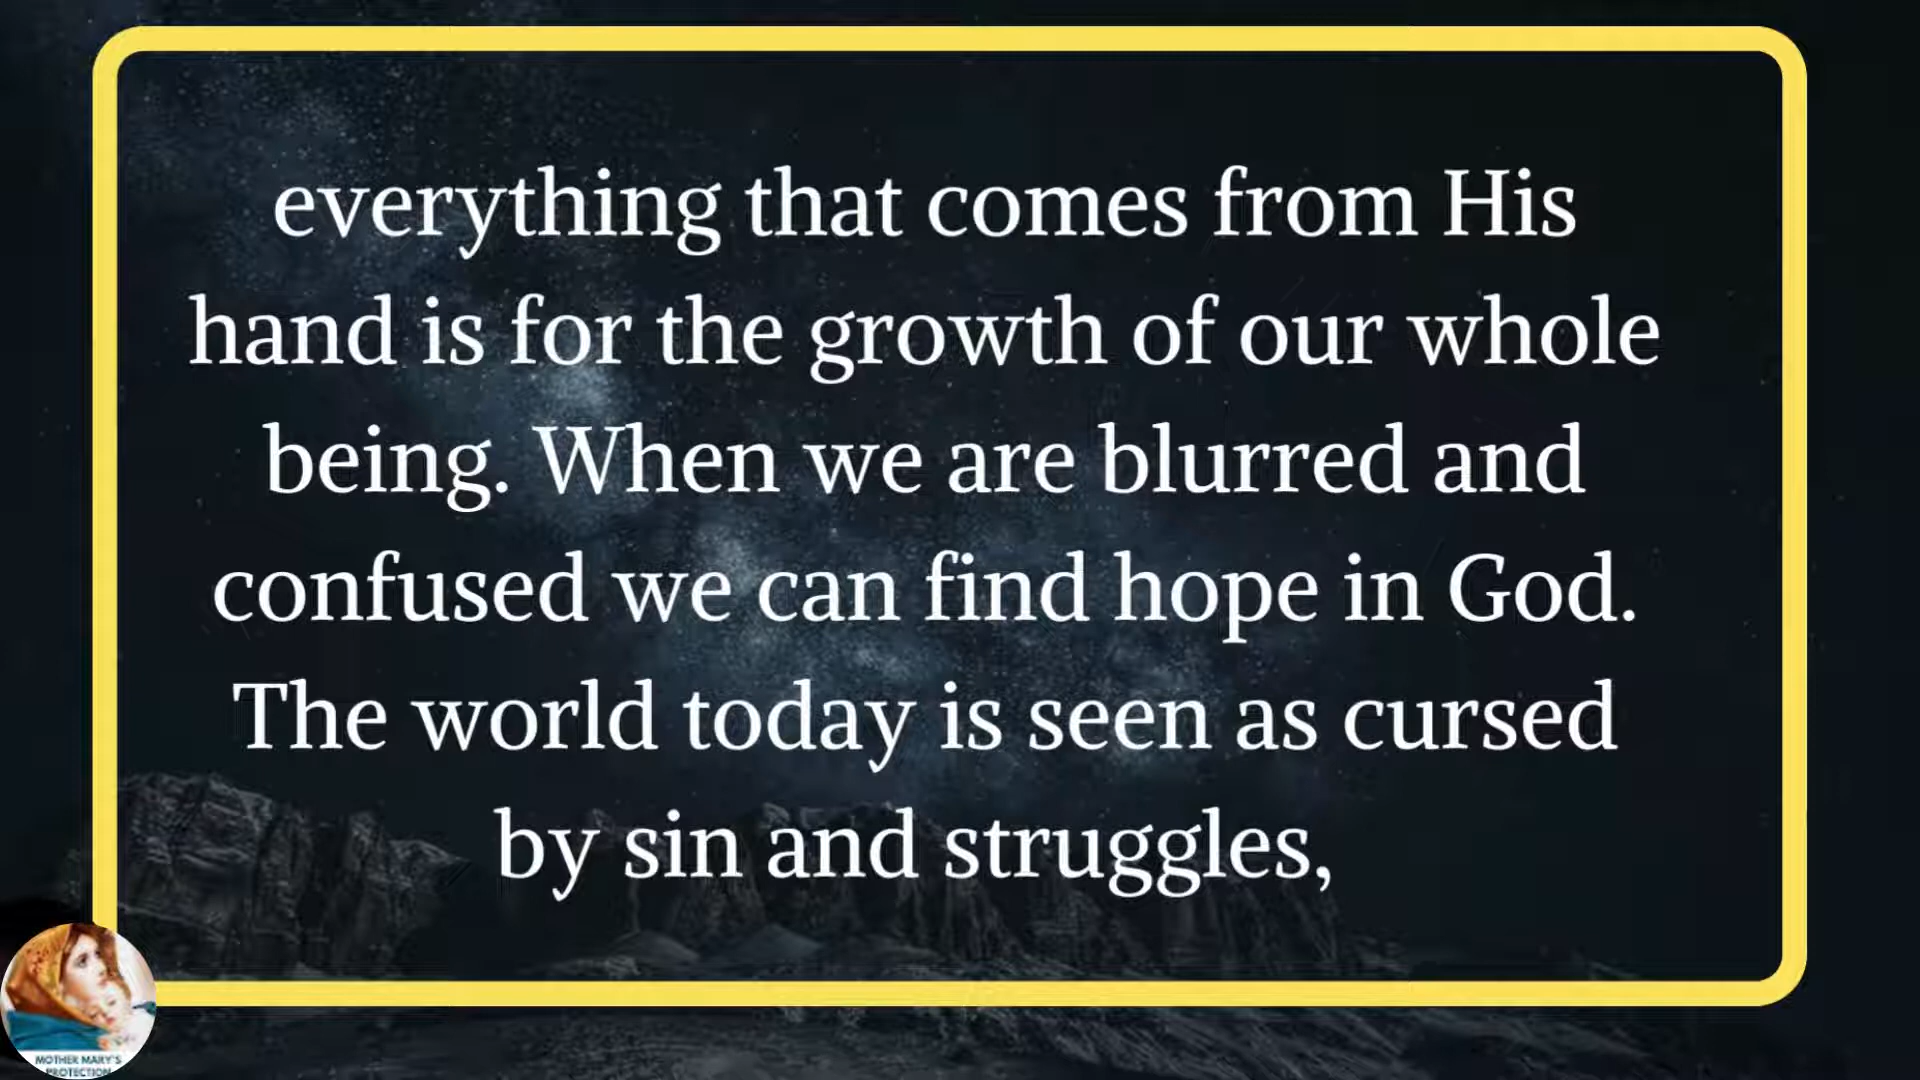 everything that comes from His
hand is for the growth of our whole
being. When we are blurred and
confused we can find hope in God.
The world today is seen as cursed
by sin and struggles,
MOTHER MARY'S
PROTECTION